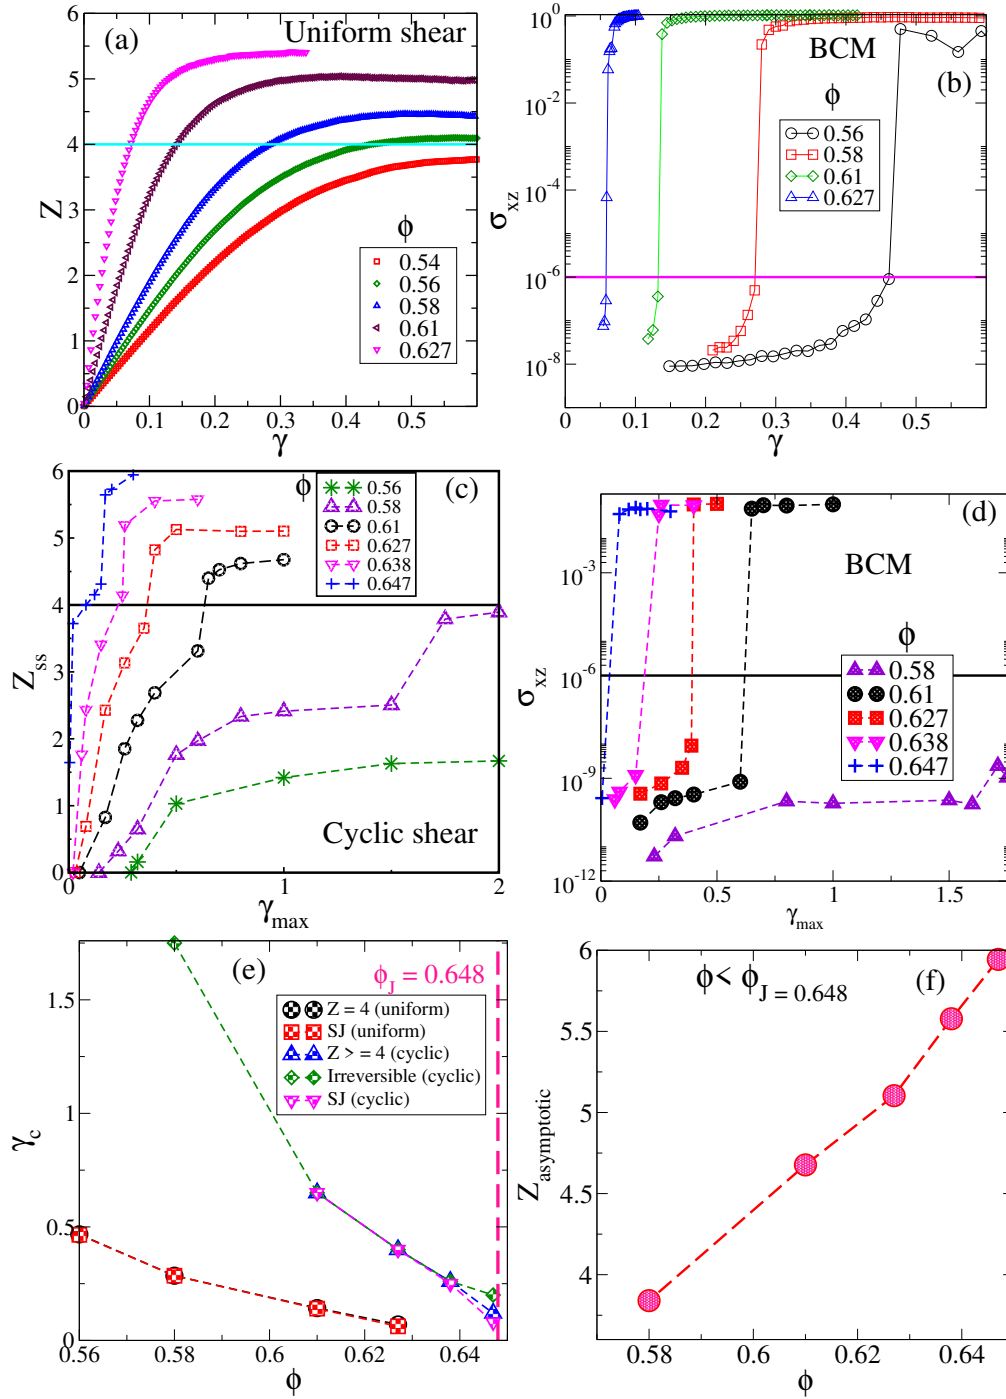 (a)
Uniform shear
6
5
4
3
2
1
0
Z
ϕ
0.54
0.56
0.58
0.61
0.627
0
0.1
0.2
0.3
0.4
0.5
γ
(b)
BCM
10^0
10^-2
10^-4
10^-6
10^-8
σ_xz
ϕ
0.56
0.58
0.61
0.627
0
0.1
0.2
0.3
0.4
0.5
γ
(c)
6
5
4
3
2
1
0
Z_ss
ϕ
0.56
0.58
0.61
0.627
0.638
0.647
Cyclic shear
0
1
2
γ_max
(d)
BCM
10^-3
10^-6
10^-9
10^-12
σ_xz
ϕ
0.58
0.61
0.627
0.638
0.647
0
0.5
1
1.5
γ_max
(e)
ϕ_J = 0.648
1.5
1
0.5
0
γ_c
Z = 4 (uniform)
SJ (uniform)
Z > = 4 (cyclic)
Irreversible (cyclic)
SJ (cyclic)
0.56
0.58
0.6
0.62
0.64
ϕ
(f)
ϕ < ϕ_J = 0.648
6
5.5
5
4.5
4
Z_asymptotic
0.58
0.6
0.62
0.64
ϕ